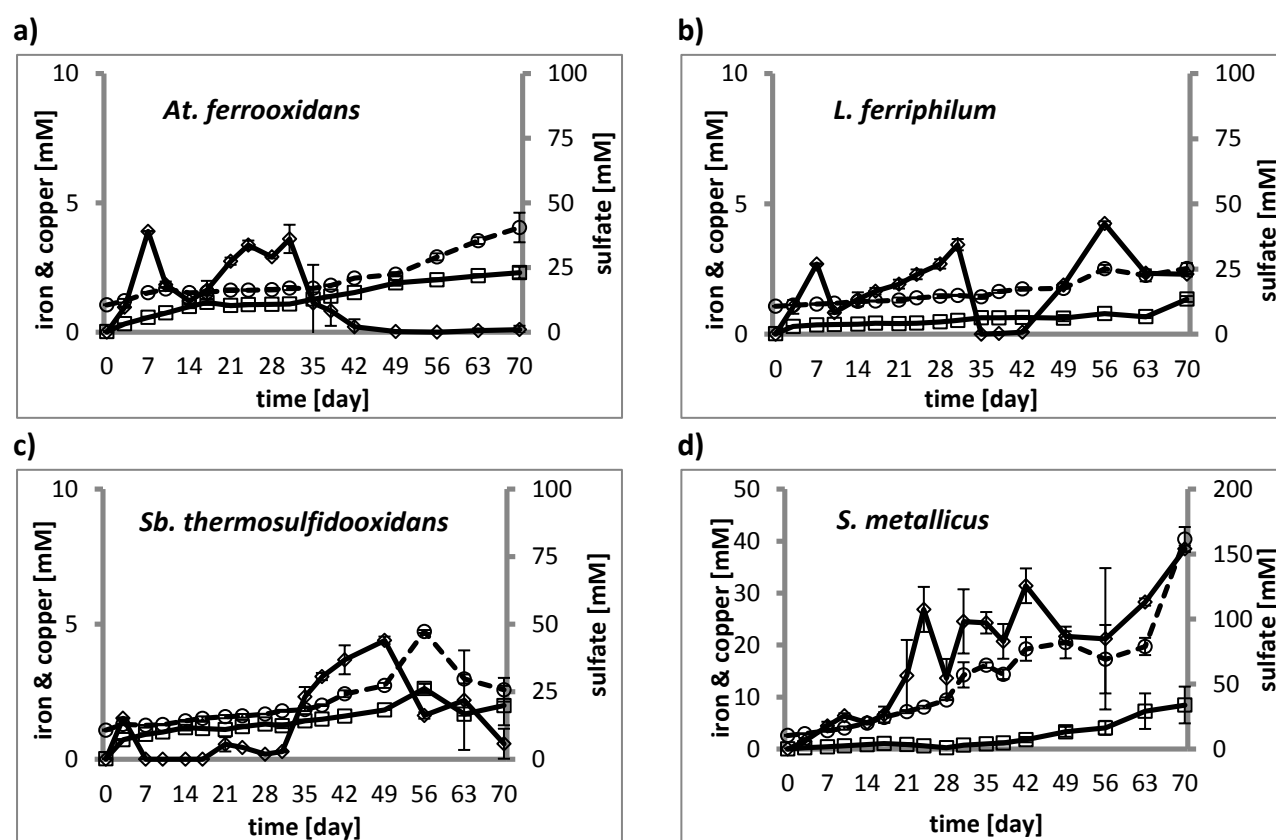 a)
10
5
0
iron & copper [mM]
At. ferrooxidans
100
75
50
25
0
sulfate [mM]
0 7 14 21 28 35 42 49 56 63 70
time [day]
b)
10
5
0
iron & copper [mM]
L. ferriphilum
100
75
50
25
0
sulfate [mM]
0 7 14 21 28 35 42 49 56 63 70
time [day]
c)
10
5
0
iron & copper [mM]
Sb. thermosulfidooxidans
100
75
50
25
0
sulfate [mM]
0 7 14 21 28 35 42 49 56 63 70
time [day]
d)
50
40
30
20
10
0
iron & copper [mM]
S. metallicus
200
150
100
50
0
sulfate [mM]
0 7 14 21 28 35 42 49 56 63 70
time [day]